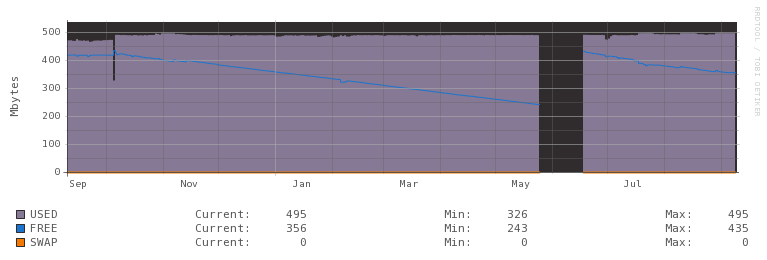 RRDTOOL / TOBI OETIKER
Mbytes
500
400
300
200
100
0
Sep Nov Jan Mar May Jul
USED Current: 495 Min: 326 Max: 495
FREE Current: 356 Min: 243 Max: 435
SWAP Current: 0 Min: 0 Max: 0